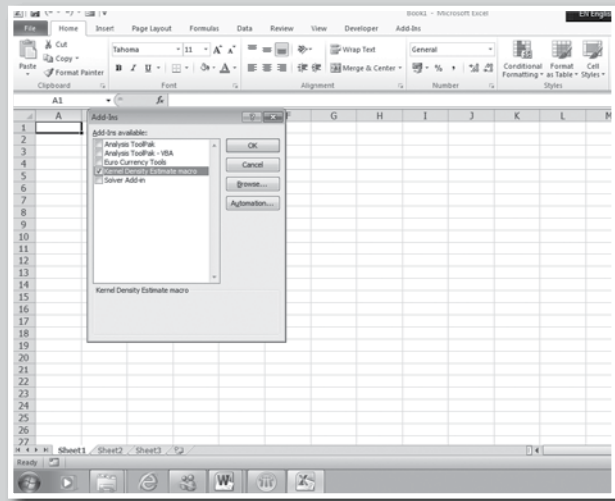 Book1 - Microsoft Excel
EN English
File Home Insert Page Layout Formulas Data Review View Developer Add-Ins
Cut
Copy
Format Painter
Paste
Tahoma 11 A A
B I U A
Wrap Text
Merge & Center
General
% ,
Conditional Formatting
Format as Table
Cell Styles
Clipboard Font Alignment Number Styles
A1 fx
A F G H I J K L M
1
2
3
4
5
6
7
8
9
10
11
12
13
14
15
16
17
18
19
20
21
22
23
24
25
26
27
Add-Ins
Add-Ins available:
Analysis ToolPak
Analysis ToolPak - VBA
Euro Currency Tools
Kernel Density Estimate macro
Solver Add-in
OK
Cancel
Browse...
Automation...
Kernel Density Estimate macro
Sheet1 Sheet2 Sheet3
Ready